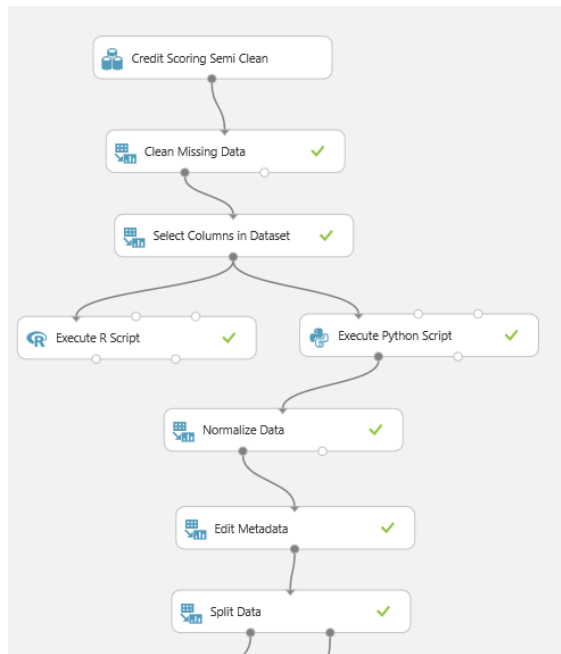 Credit Scoring Semi Clean
Clean Missing Data
Select Columns in Dataset
Execute R Script
Execute Python Script
Normalize Data
Edit Metadata
Split Data